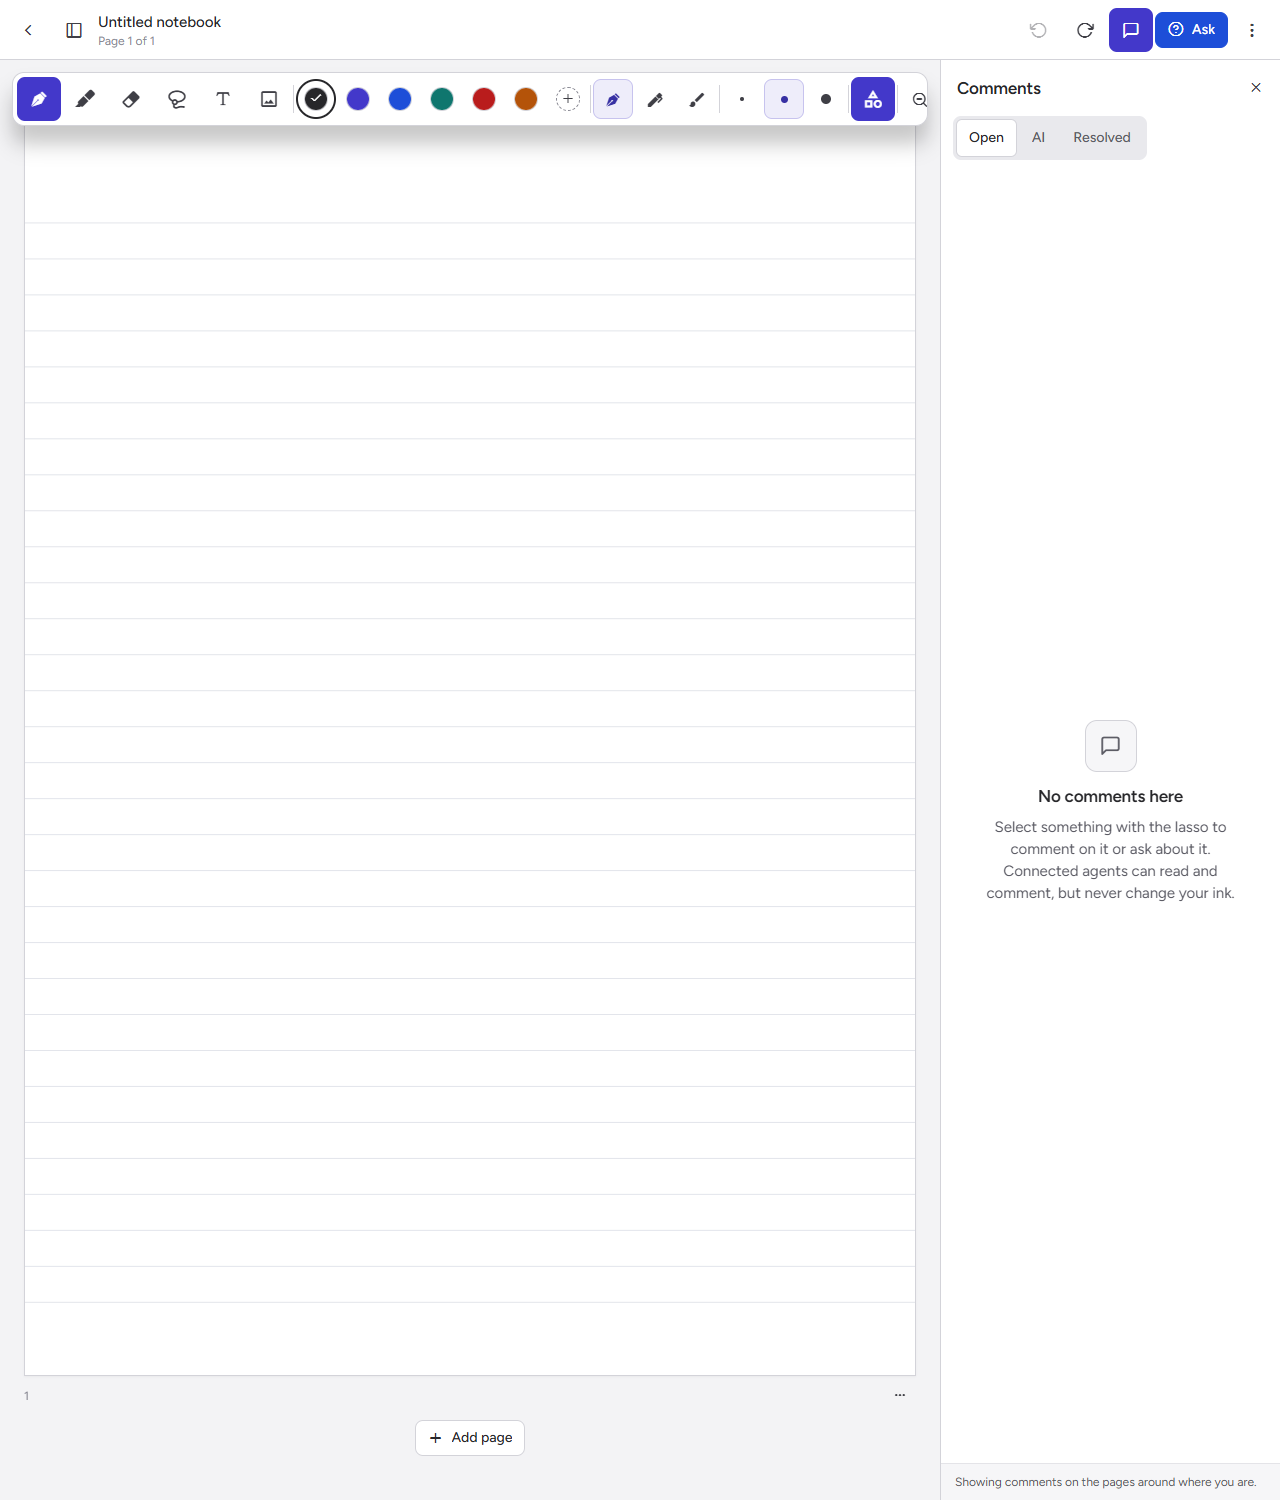 Untitled notebook
Page 1 of 1
Ask
Comments
Open AI Resolved
No comments here
Select something with the lasso to
comment on it or ask about it.
Connected agents can read and
comment, but never change your ink.
1
Add page
Showing comments on the pages around where you are.